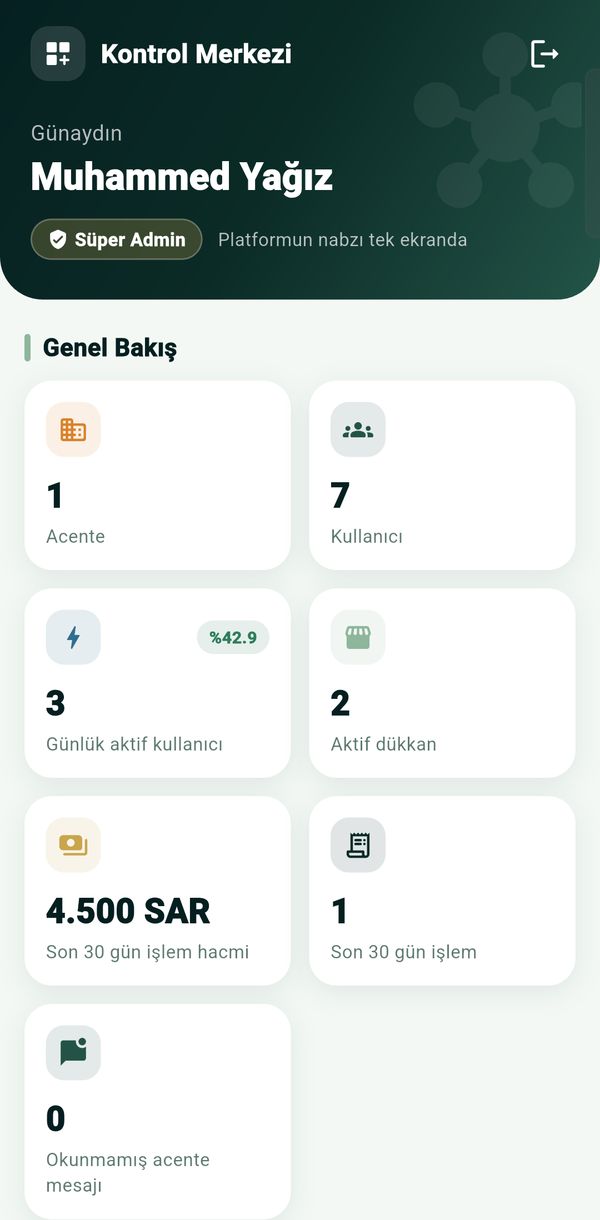 Kontrol Merkezi
Günaydın
Muhammed Yağız
Süper Admin
Platformun nabzı tek ekranda
Genel Bakış
1
Acente
7
Kullanıcı
%42.9
3
Günlük aktif kullanıcı
2
Aktif dükkan
4.500 SAR
Son 30 gün işlem hacmi
1
Son 30 gün işlem
0
Okunmamış acente
mesajı